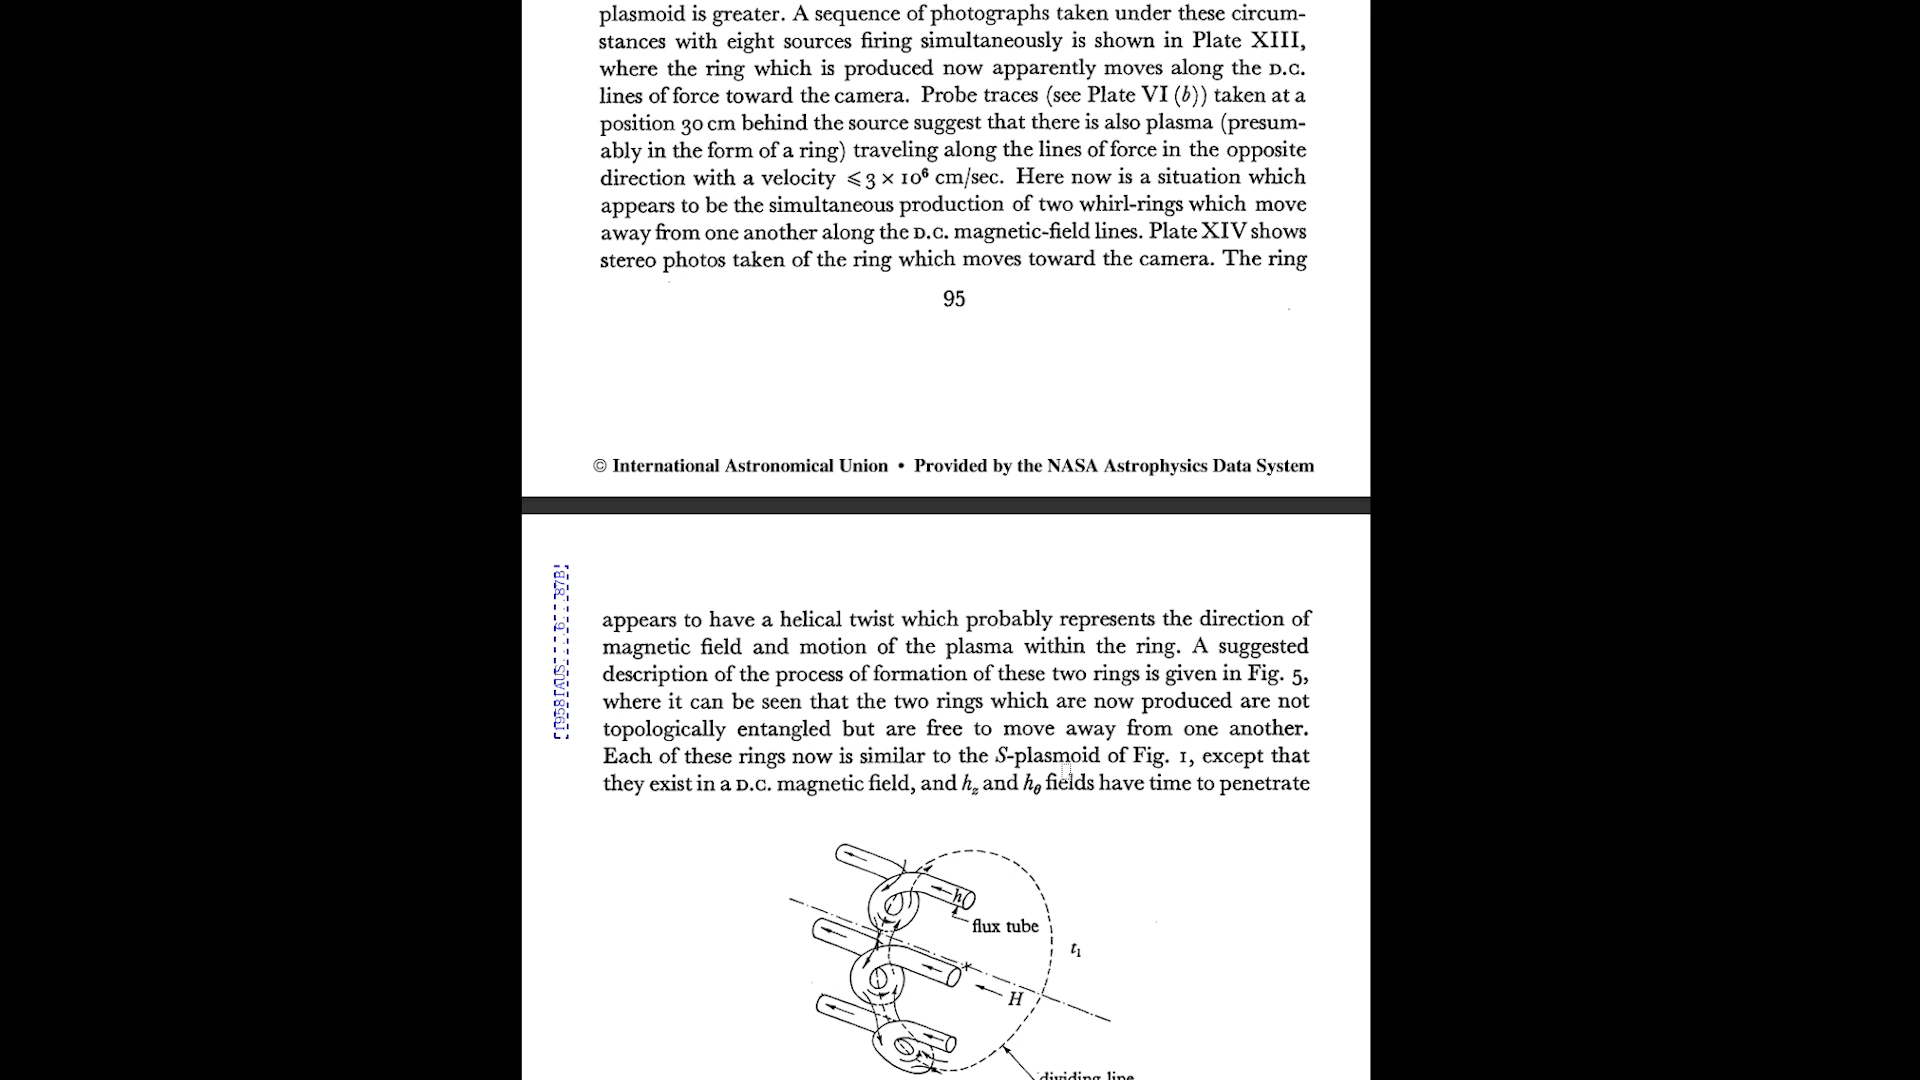 plasmoid is greater. A sequence of photographs taken under these circum-
stances with eight sources firing simultaneously is shown in Plate XIII,
where the ring which is produced now apparently moves along the D.C.
lines of force toward the camera. Probe traces (see Plate VI (b)) taken at a
position 30 cm behind the source suggest that there is also plasma (presum-
ably in the form of a ring) traveling along the lines of force in the opposite
direction with a velocity ⩽3 × 10⁶ cm/sec. Here now is a situation which
appears to be the simultaneous production of two whirl-rings which move
away from one another along the D.C. magnetic-field lines. Plate XIV shows
stereo photos taken of the ring which moves toward the camera. The ring
95
© International Astronomical Union • Provided by the NASA Astrophysics Data System
1958IAUS....6...87B
appears to have a helical twist which probably represents the direction of
magnetic field and motion of the plasma within the ring. A suggested
description of the process of formation of these two rings is given in Fig. 5,
where it can be seen that the two rings which are now produced are not
topologically entangled but are free to move away from one another.
Each of these rings now is similar to the S-plasmoid of Fig. 1, except that
they exist in a D.C. magnetic field, and h_z and h_θ fields have time to penetrate
h
flux tube
t₁
H
dividing line